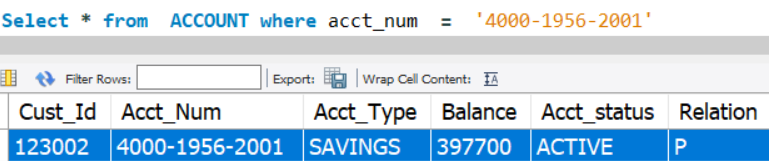 Select * from ACCOUNT where acct_num = '4000-1956-2001'
Filter Rows: Export: Wrap Cell Content: IA
Cust_Id Acct_Num Acct_Type Balance Acct_status Relation
123002 4000-1956-2001 SAVINGS 397700 ACTIVE P